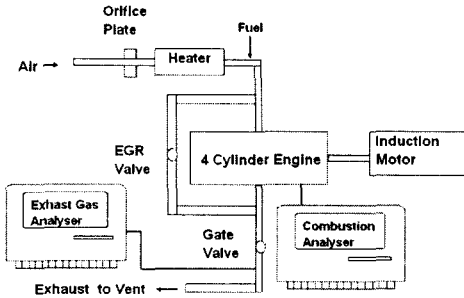 Orifice
Plate
Fuel
Air
Heater
EGR
Valve
4 Cylinder Engine
Induction
Motor
Exhast Gas
Analyser
Gate
Valve
Combustion
Analyser
Exhaust to Vent